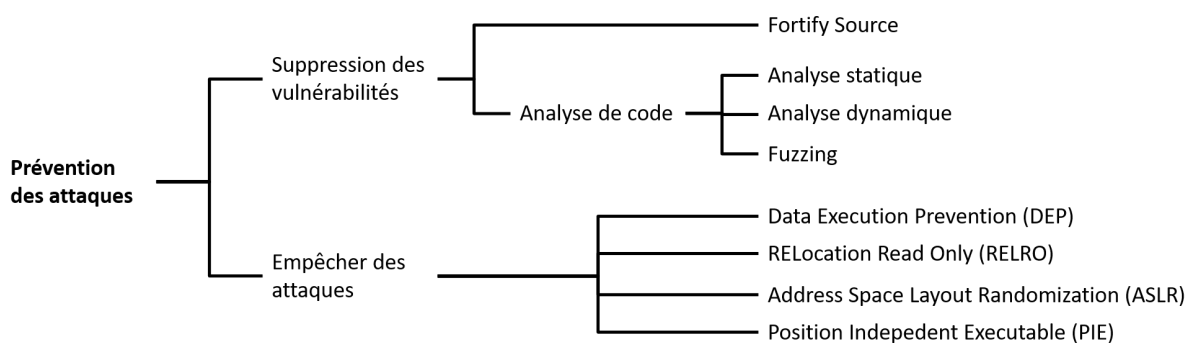 Prévention
des attaques
Suppression des
vulnérabilités
Fortify Source
Analyse de code
Analyse statique
Analyse dynamique
Fuzzing
Empêcher des
attaques
Data Execution Prevention (DEP)
RELocation Read Only (RELRO)
Address Space Layout Randomization (ASLR)
Position Indepedent Executable (PIE)